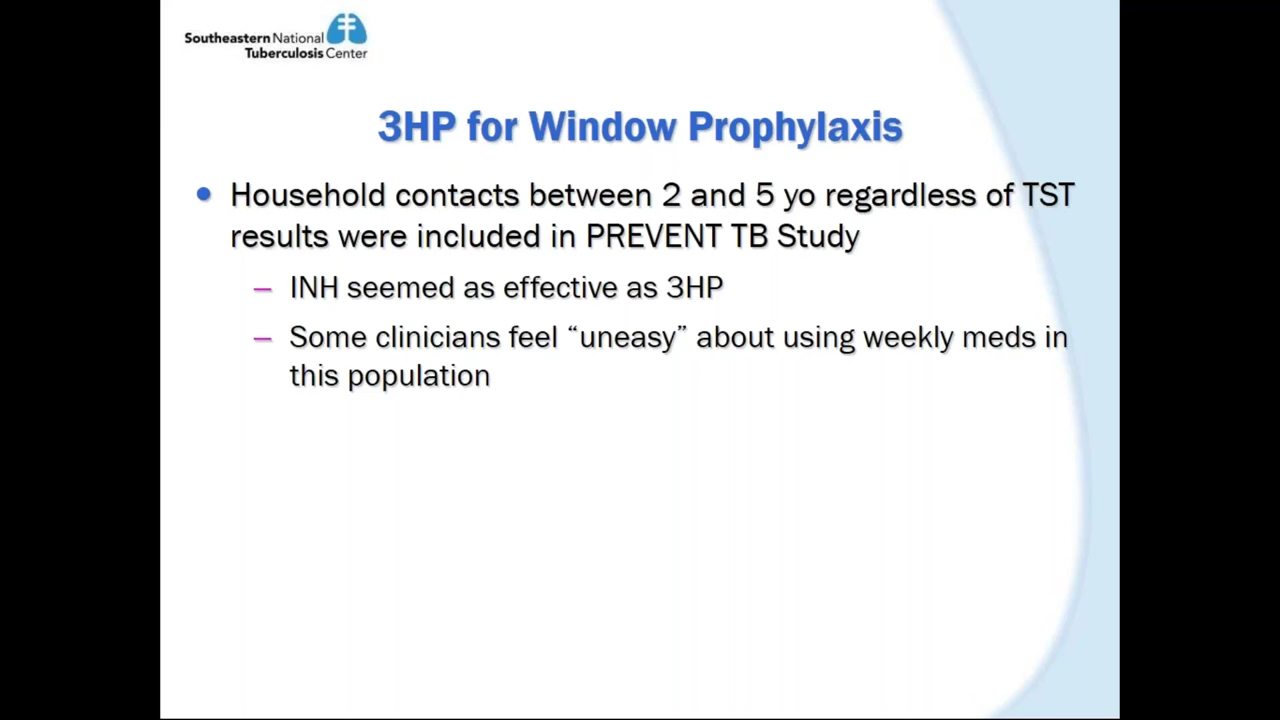 Southeastern National
Tuberculosis Center
3HP for Window Prophylaxis
• Household contacts between 2 and 5 yo regardless of TST
results were included in PREVENT TB Study
– INH seemed as effective as 3HP
– Some clinicians feel “uneasy” about using weekly meds in
this population